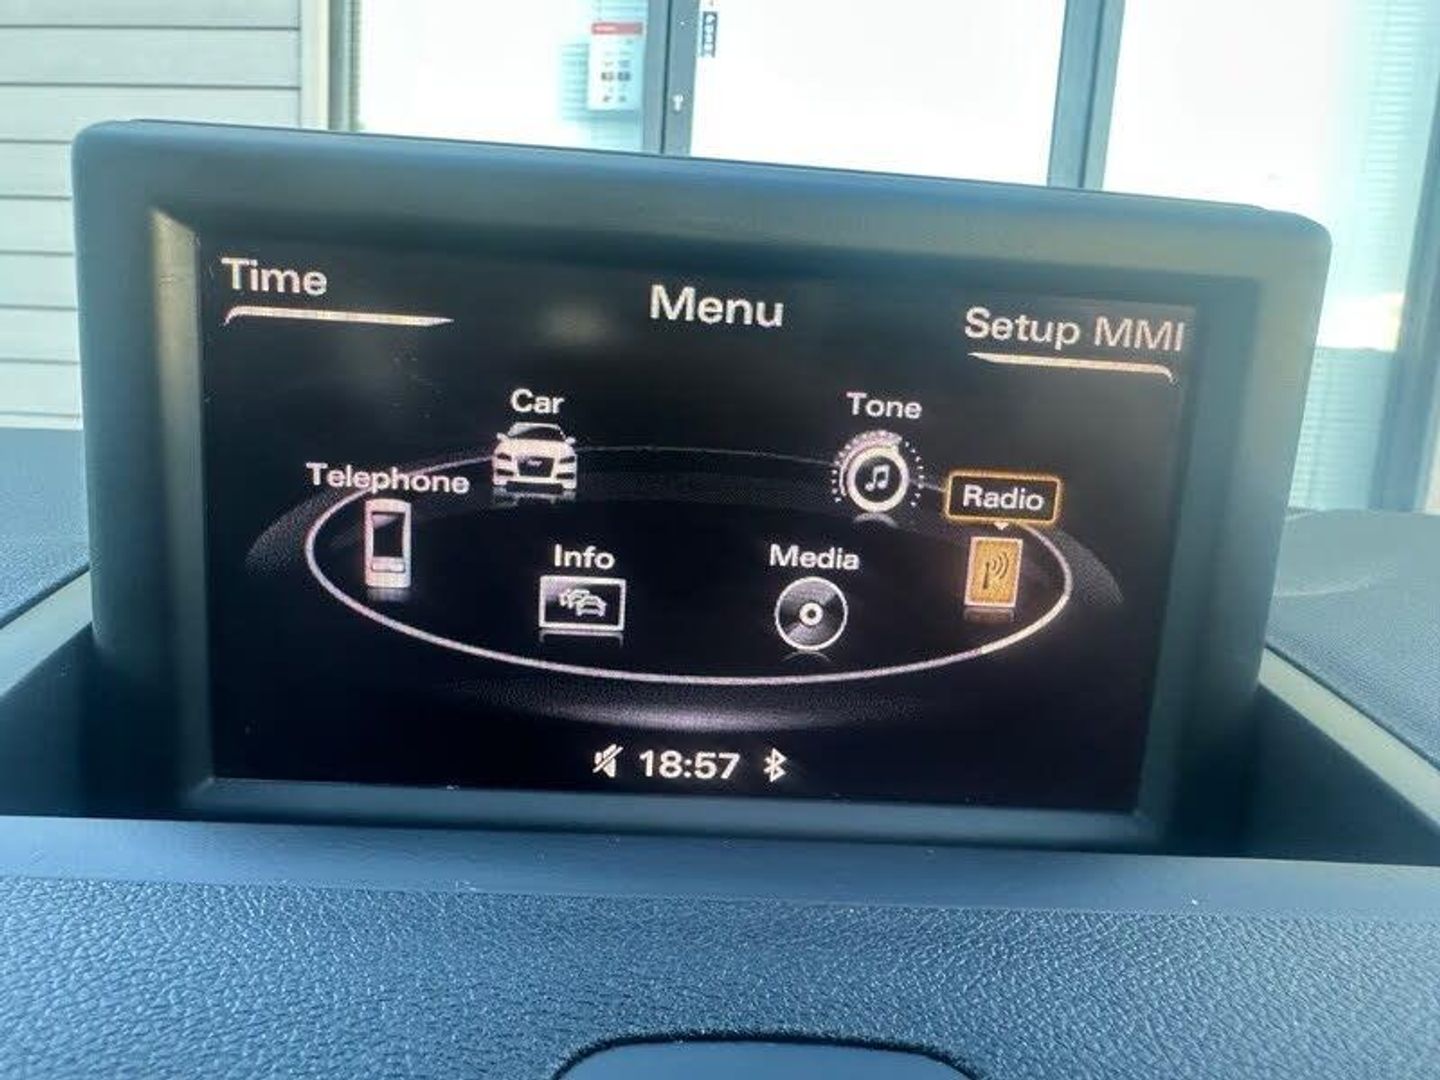 Time
Menu
Setup MMI
Car
Tone
Telephone
Radio
Info
Media
18:57